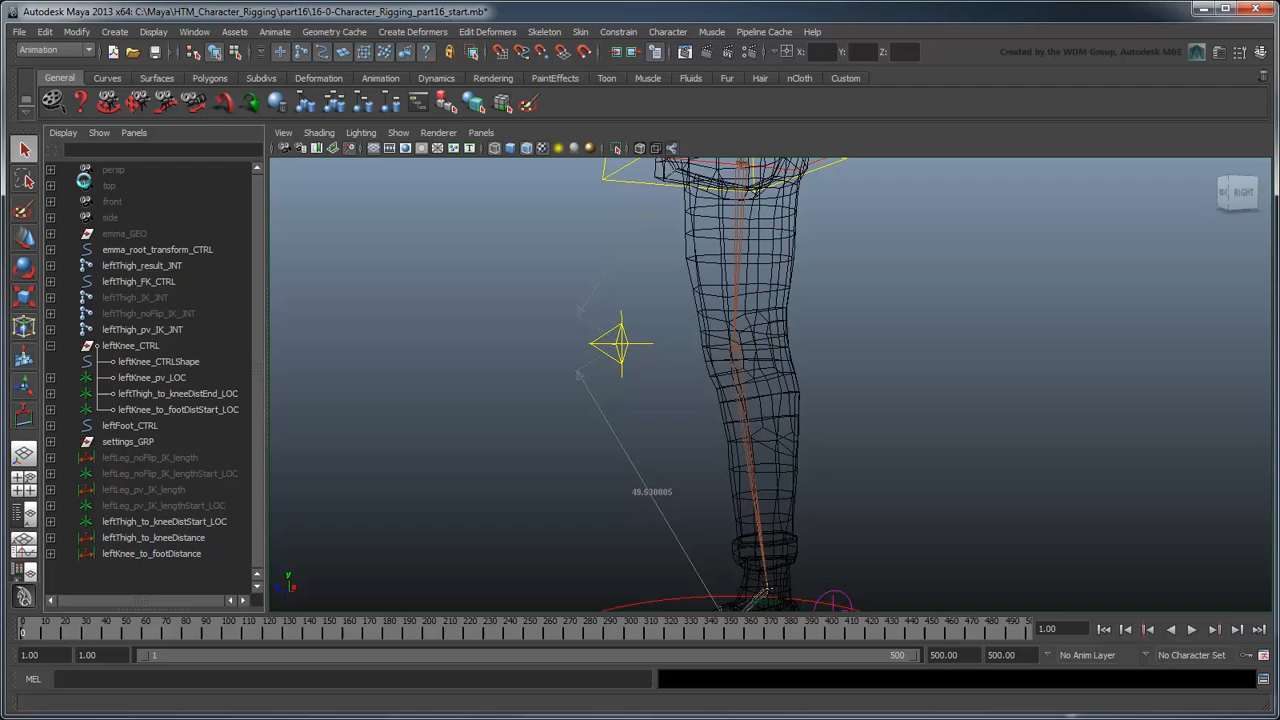 Autodesk Maya 2013 x64: C:\Maya\HTM_Character_Rigging\part16\16-0-Character_Rigging_part16_start.mb*
File Edit Modify Create Display Window Assets Animate Geometry Cache Create Deformers Edit Deformers Skeleton Skin Constrain Character Muscle Pipeline Cache Help
Animation X: Y: Z: Created by the WDM Group, Autodesk M&E
General Curves Surfaces Polygons Subdivs Deformation Animation Dynamics Rendering PaintEffects Toon Muscle Fluids Fur Hair nCloth Custom
Display Show Panels
View Shading Lighting Show Renderer Panels
persp
top
front
side
emma_GEO
emma_root_transform_CTRL
leftThigh_result_JNT
leftThigh_FK_CTRL
leftThigh_IK_JNT
leftThigh_noFlip_IK_JNT
leftThigh_pv_IK_JNT
leftKnee_CTRL
leftKnee_CTRLShape
leftKnee_pv_LOC
leftThigh_to_kneeDistEnd_LOC
leftKnee_to_footDistStart_LOC
leftFoot_CTRL
settings_GRP
leftLeg_noFlip_IK_length
leftLeg_noFlip_IK_lengthStart_LOC
leftLeg_pv_IK_length
leftLeg_pv_IK_lengthStart_LOC
leftThigh_to_kneeDistStart_LOC
leftThigh_to_kneeDistance
leftKnee_to_footDistance
RIGHT
49.530005
y
x
0 10 20 30 40 50 60 70 80 90 100 110 120 130 140 150 160 170 180 190 200 210 220 230 240 250 260 270 280 290 300 310 320 330 340 350 360 370 380 390 400 410 420 430 440 450 460 470 480 490
0
1.00
1.00 1.00 1 500 500.00 500.00 No Anim Layer No Character Set
MEL